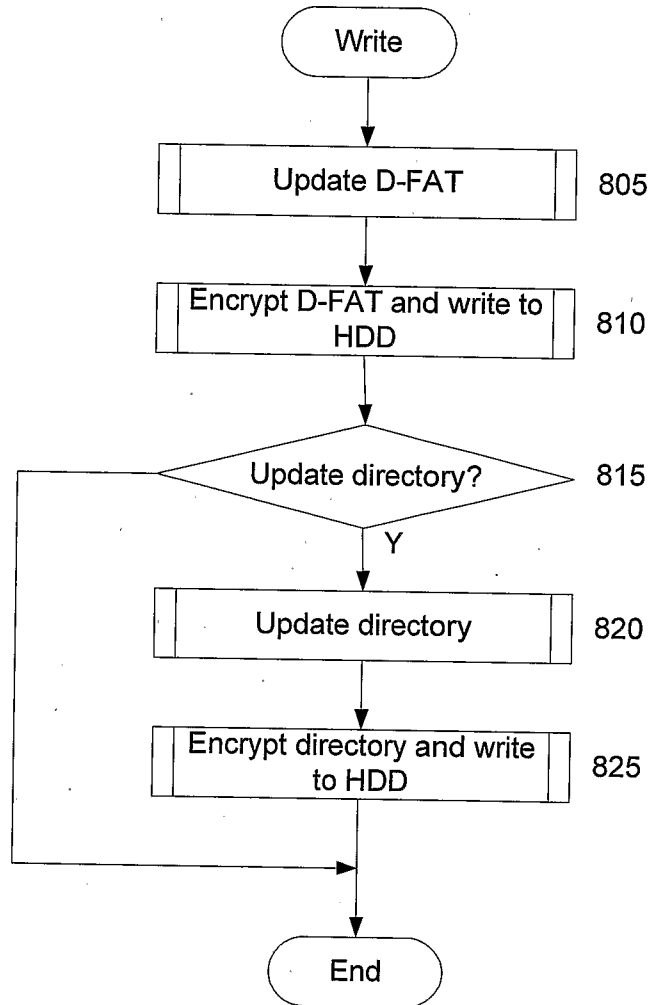 Write
Update D-FAT
805
Encrypt D-FAT and write to
HDD
810
Update directory?
815
Y
Update directory
820
Encrypt directory and write
to HDD
825
End